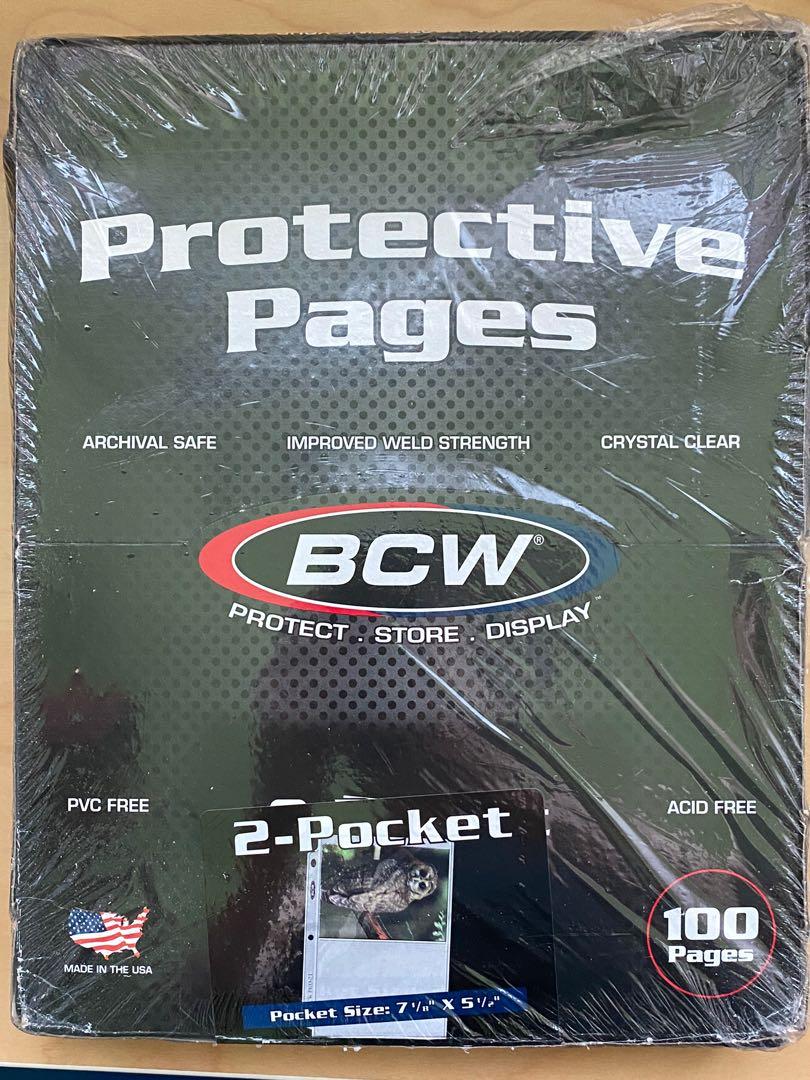 Protective
Pages
ARCHIVAL SAFE IMPROVED WELD STRENGTH CRYSTAL CLEAR
BCW®
PROTECT . STORE . DISPLAY™
PVC FREE ACID FREE
2-Pocket
MADE IN THE USA
100
Pages
Pocket Size: 7 1/8" X 5 1/2"